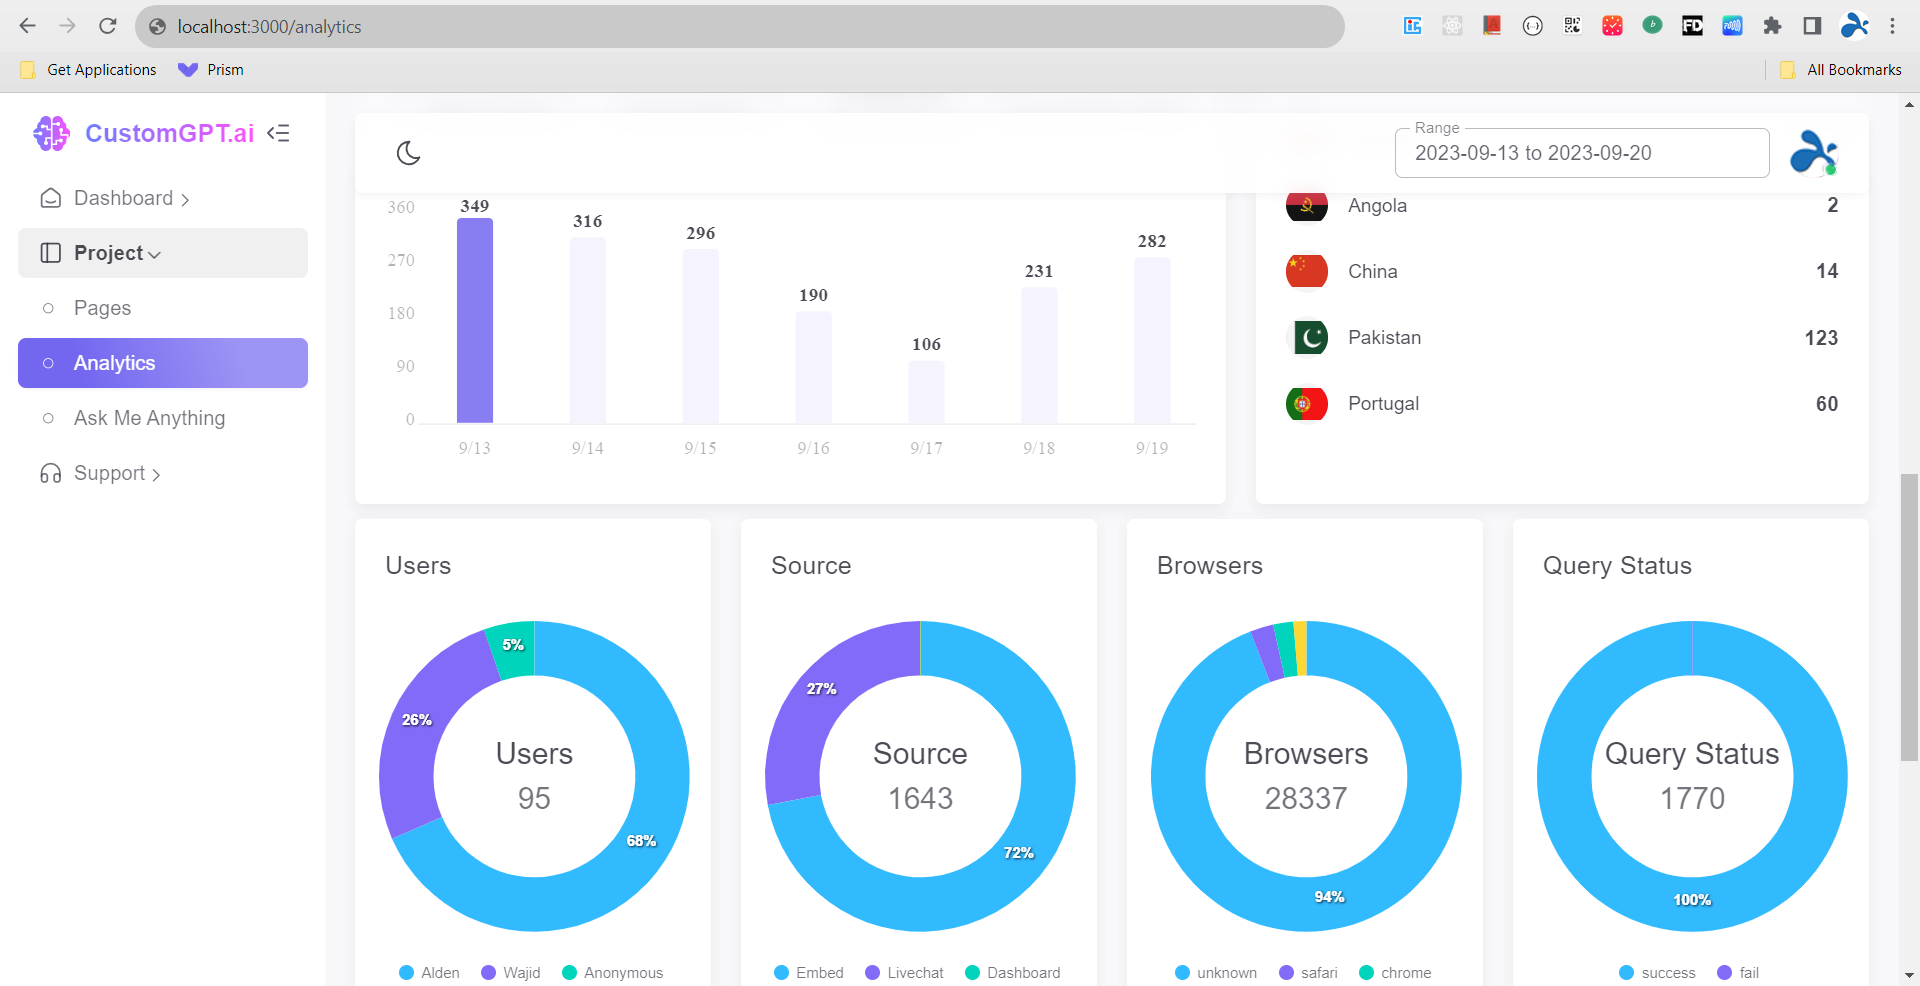 localhost:3000/analytics
Get Applications
Prism
All Bookmarks
CustomGPT.ai
Dashboard
Project
Pages
Analytics
Ask Me Anything
Support
Range
2023-09-13 to 2023-09-20
360
270
180
90
0
349
316
296
190
106
231
282
9/13
9/14
9/15
9/16
9/17
9/18
9/19
Angola 2
China 14
Pakistan 123
Portugal 60
Users
5%
26%
68%
Users
95
Alden Wajid Anonymous
Source
27%
72%
Source
1643
Embed Livechat Dashboard
Browsers
94%
Browsers
28337
unknown safari chrome
Query Status
100%
Query Status
1770
success fail